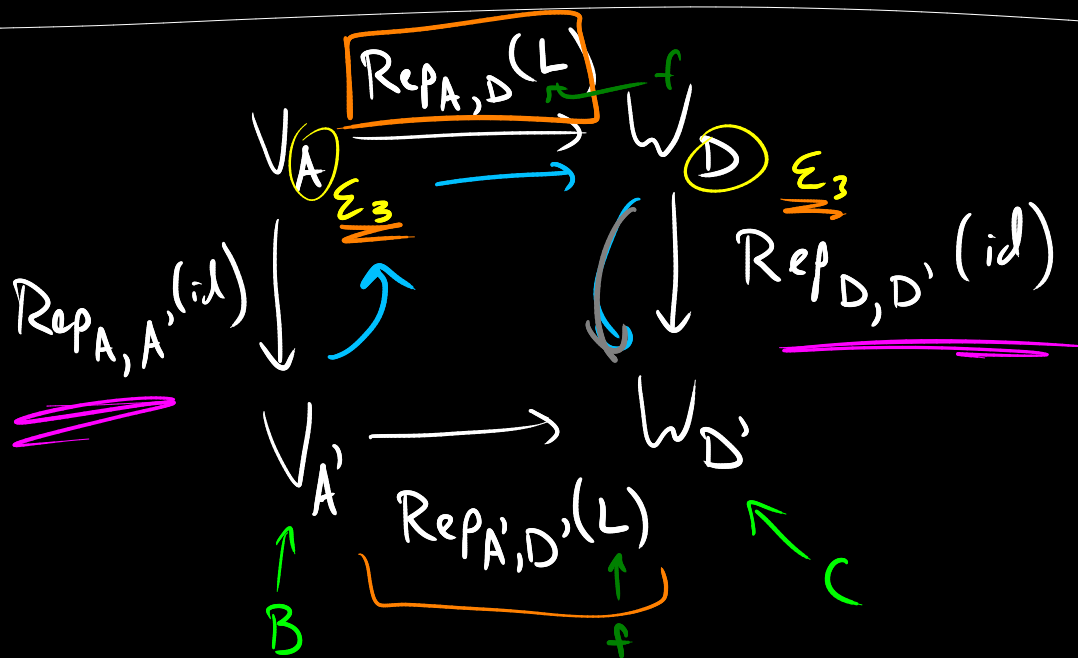 Rep_{A,D}(L) f
V_A W_D
ℰ_3 ℰ_3
Rep_{A,A'}(id) Rep_{D,D'}(id)
V_{A'} W_{D'}
Rep_{A',D'}(L)
B f C